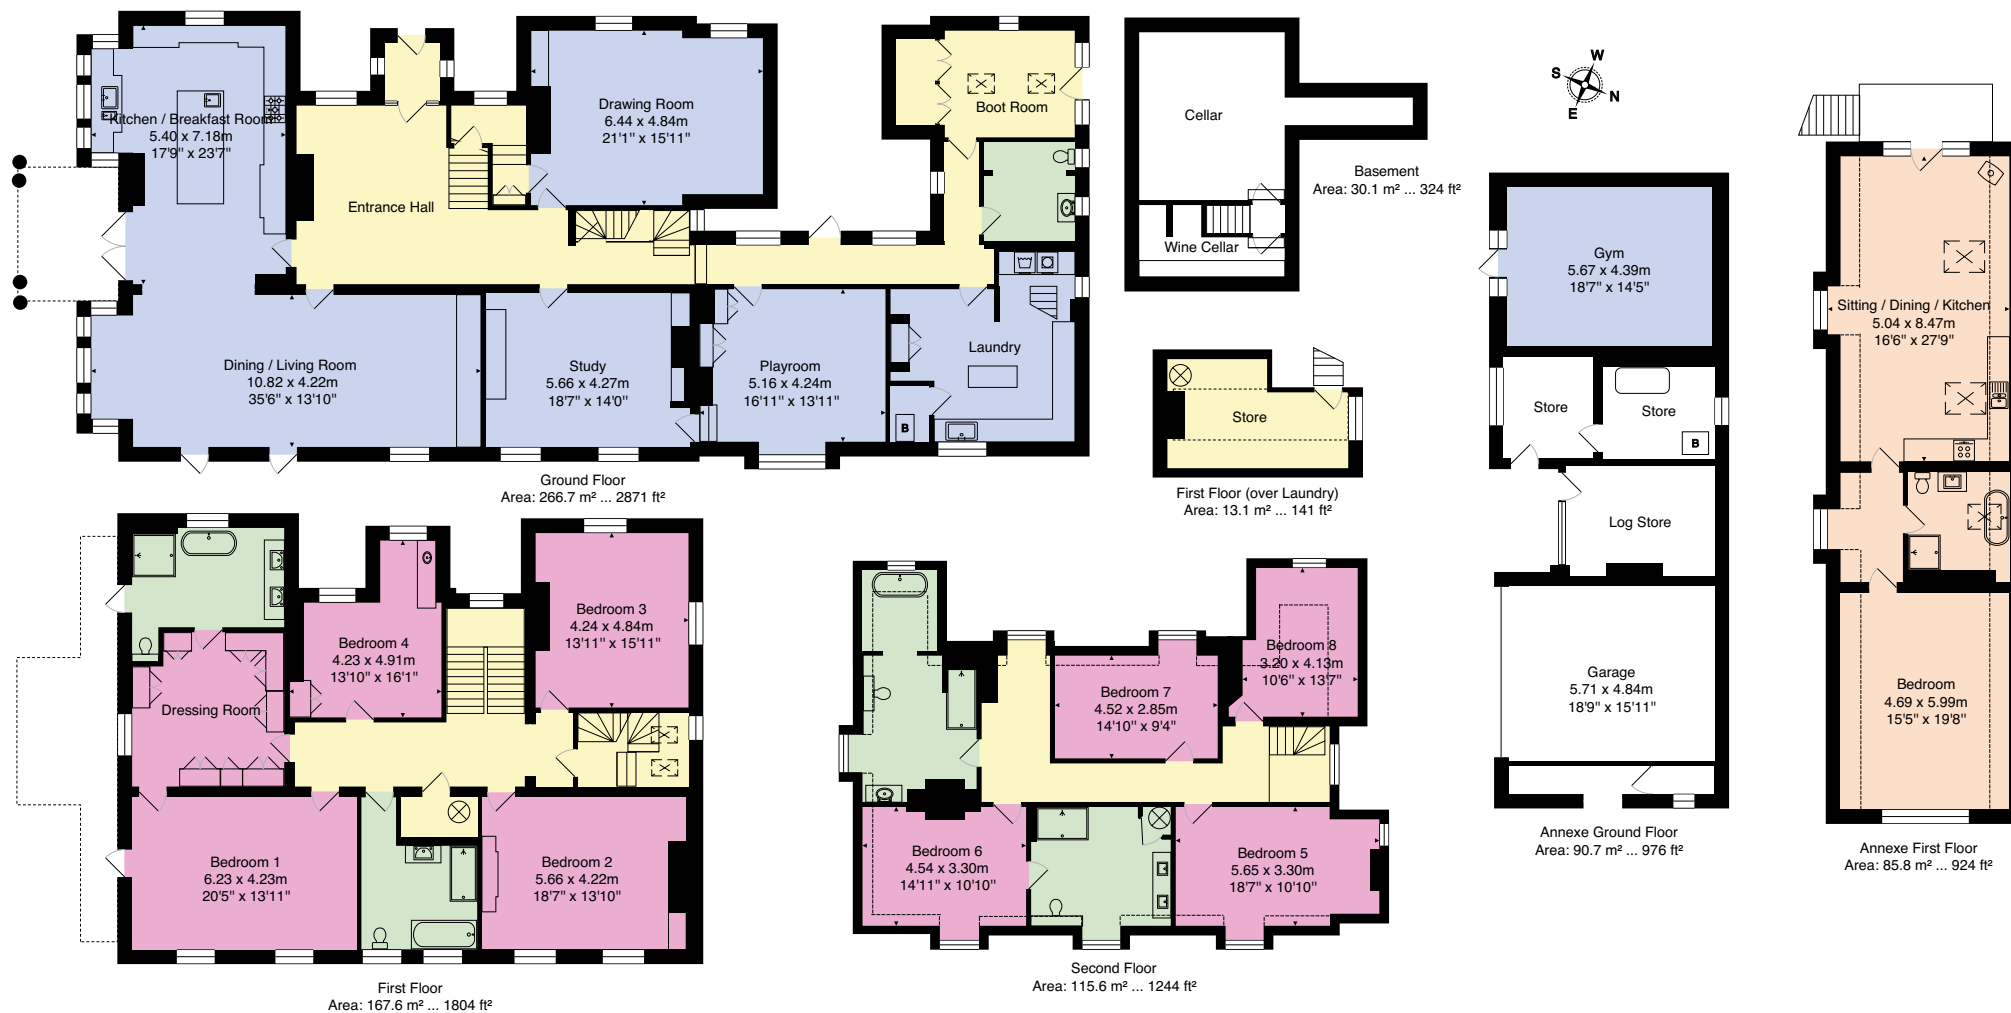 Kitchen / Breakfast Room
5.40 x 7.18m
17'9" x 23'7"
Entrance Hall
Drawing Room
6.44 x 4.84m
21'1" x 15'11"
Boot Room
Dining / Living Room
10.82 x 4.22m
35'6" x 13'10"
Study
5.66 x 4.27m
18'7" x 14'0"
Playroom
5.16 x 4.24m
16'11" x 13'11"
Laundry
B
Ground Floor
Area: 266.7 m² ... 2871 ft²
Cellar
Wine Cellar
Basement
Area: 30.1 m² ... 324 ft²
Store
First Floor (over Laundry)
Area: 13.1 m² ... 141 ft²
W
S
N
E
Gym
5.67 x 4.39m
18'7" x 14'5"
Store
Store
B
Log Store
Garage
5.71 x 4.84m
18'9" x 15'11"
Annexe Ground Floor
Area: 90.7 m² ... 976 ft²
Sitting / Dining / Kitchen
5.04 x 8.47m
16'6" x 27'9"
Bedroom
4.69 x 5.99m
15'5" x 19'8"
Annexe First Floor
Area: 85.8 m² ... 924 ft²
Bedroom 4
4.23 x 4.91m
13'10" x 16'1"
Bedroom 3
4.24 x 4.84m
13'11" x 15'11"
Dressing Room
Bedroom 1
6.23 x 4.23m
20'5" x 13'11"
Bedroom 2
5.66 x 4.22m
18'7" x 13'10"
First Floor
Area: 167.6 m² ... 1804 ft²
Bedroom 8
3.20 x 4.13m
10'6" x 13'7"
Bedroom 7
4.52 x 2.85m
14'10" x 9'4"
Bedroom 6
4.54 x 3.30m
14'11" x 10'10"
Bedroom 5
5.65 x 3.30m
18'7" x 10'10"
Second Floor
Area: 115.6 m² ... 1244 ft²